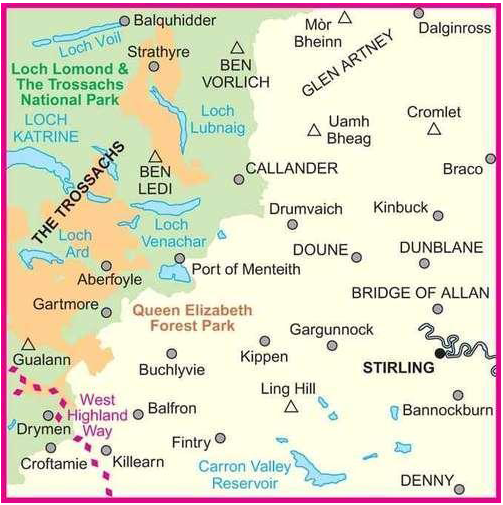 Balquhidder
Dalginross
Mòr
Bheinn
Loch Voil
Strathyre
BEN
VORLICH
GLEN ARTNEY
Loch Lomond &
The Trossachs
National Park
LOCH
KATRINE
Loch
Lubnaig
Uamh
Bheag
Cromlet
THE TROSSACHS
BEN
LEDI
CALLANDER
Braco
Drumvaich
Kinbuck
Loch
Ard
Loch
Venachar
DOUNE
DUNBLANE
Aberfoyle
Port of Menteith
Gartmore
Queen Elizabeth
Forest Park
BRIDGE OF ALLAN
Gargunnock
Gualann
Buchlyvie
Kippen
STIRLING
West
Highland
Way
Ling Hill
Balfron
Bannockburn
Drymen
Fintry
Croftamie
Killearn
Carron Valley
Reservoir
DENNY